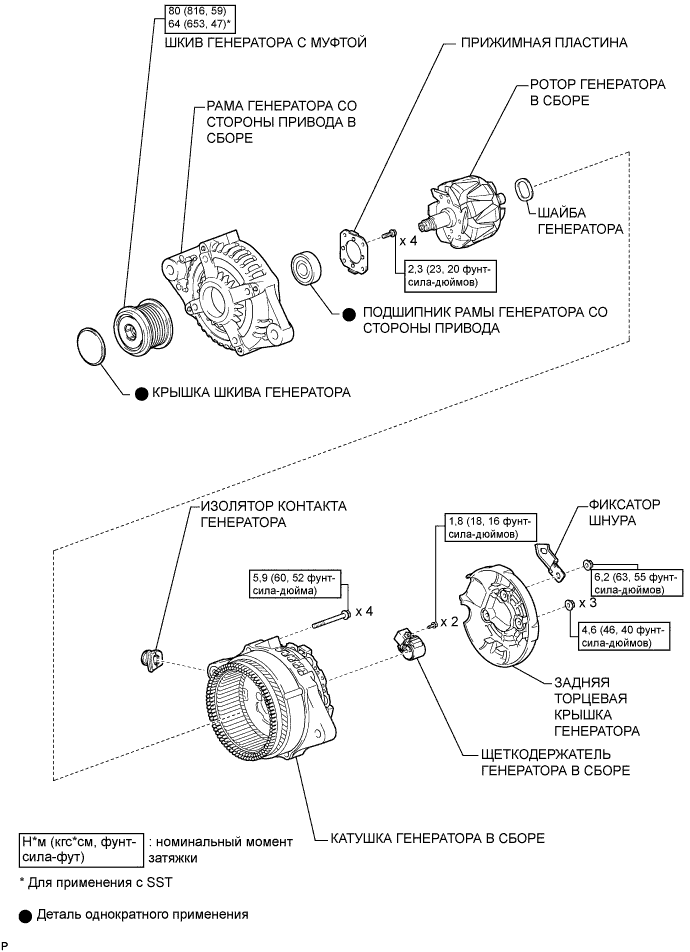 80 (816, 59)
64 (653, 47)*
ШКИВ ГЕНЕРАТОРА С МУФТОЙ
ПРИЖИМНАЯ ПЛАСТИНА
РОТОР ГЕНЕРАТОРА
В СБОРЕ
РАМА ГЕНЕРАТОРА СО
СТОРОНЫ ПРИВОДА В
СБОРЕ
ШАЙБА
ГЕНЕРАТОРА
x 4
2,3 (23, 20 фунт-
сила-дюймов)
ПОДШИПНИК РАМЫ ГЕНЕРАТОРА СО
СТОРОНЫ ПРИВОДА
КРЫШКА ШКИВА ГЕНЕРАТОРА
ИЗОЛЯТОР КОНТАКТА
ГЕНЕРАТОРА
ФИКСАТОР
ШНУРА
1,8 (18, 16 фунт-
сила-дюймов)
5,9 (60, 52 фунт-
сила-дюйма)
6,2 (63, 55 фунт-
сила-дюймов)
x 4
x 2
x 3
4,6 (46, 40 фунт-
сила-дюймов)
ЗАДНЯЯ
ТОРЦЕВАЯ
КРЫШКА
ГЕНЕРАТОРА
ЩЕТКОДЕРЖАТЕЛЬ
ГЕНЕРАТОРА В СБОРЕ
КАТУШКА ГЕНЕРАТОРА В СБОРЕ
Н*м (кгс*см, фунт-
сила-фут)
: номинальный момент
затяжки
* Для применения с SST
Деталь однократного применения
P